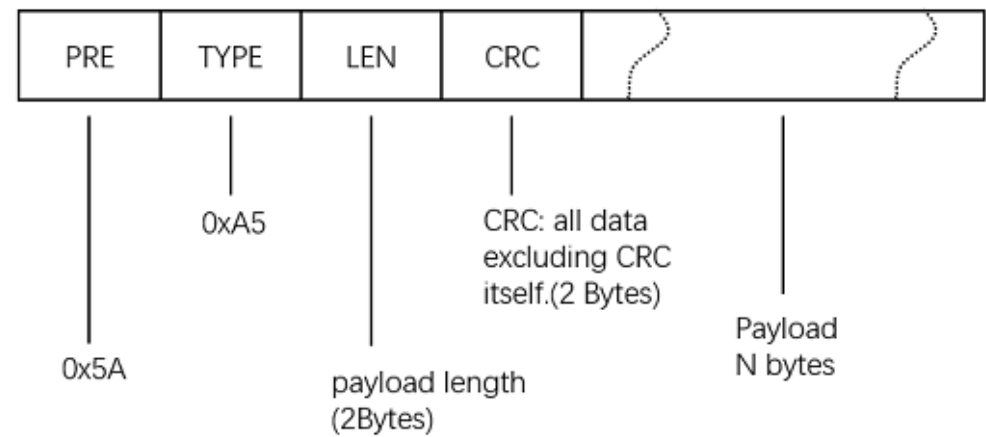 PRE TYPE LEN CRC
0xA5
CRC: all data
excluding CRC
itself.(2 Bytes)
Payload
N bytes
0x5A
payload length
(2Bytes)